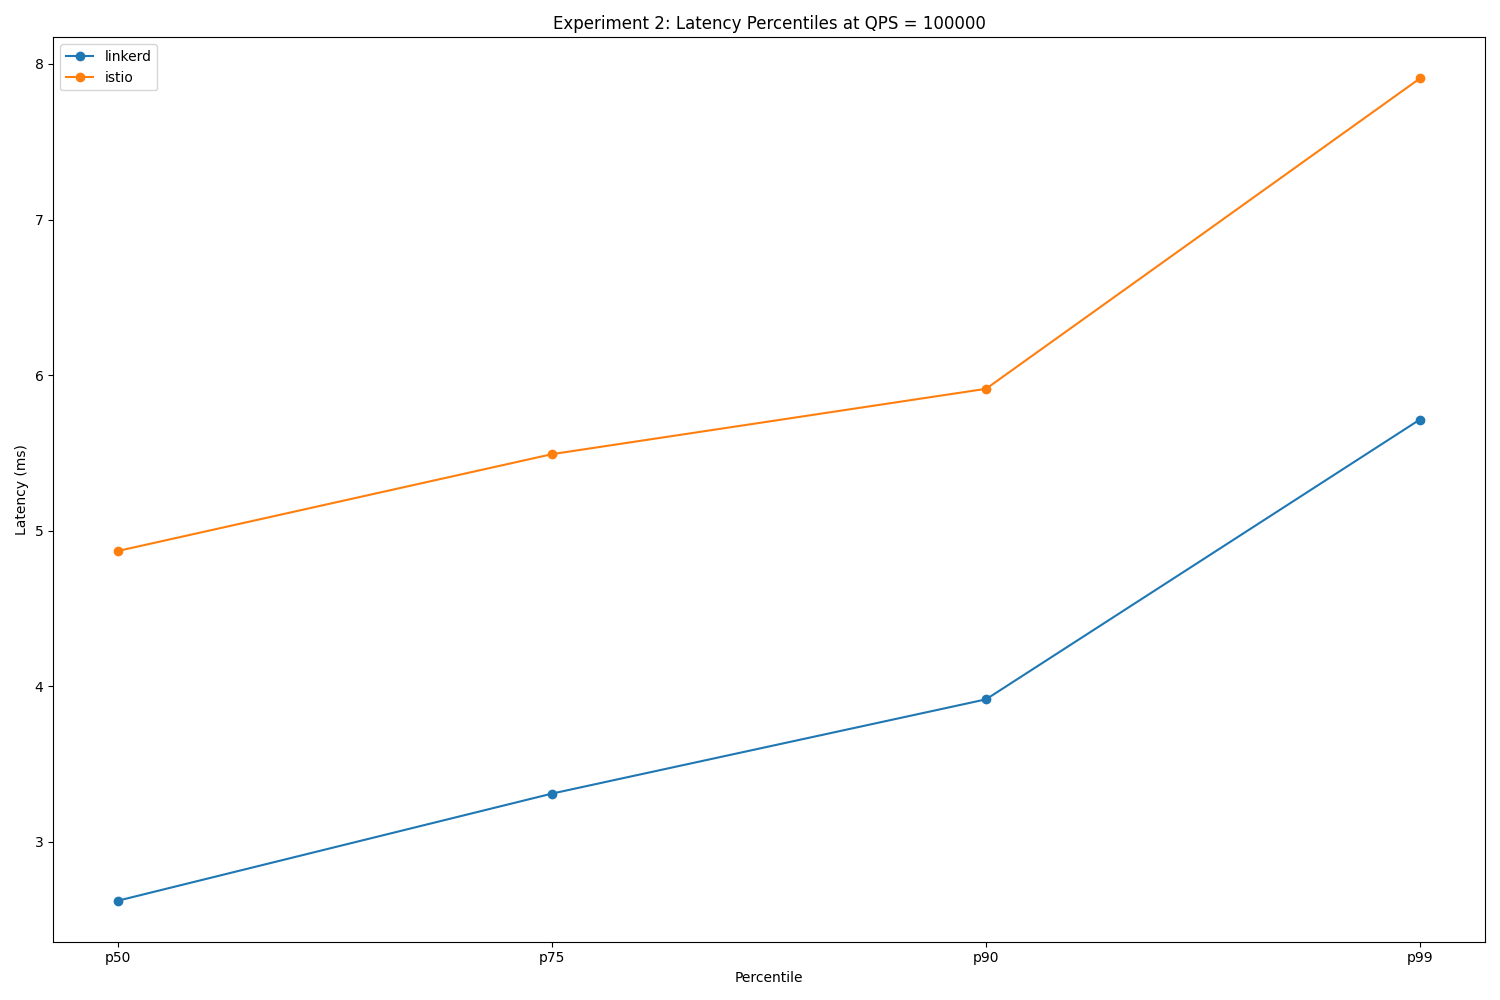 Experiment 2: Latency Percentiles at QPS = 100000
linkerd
istio
8
7
6
5
4
3
Latency (ms)
p50 p75 p90 p99
Percentile